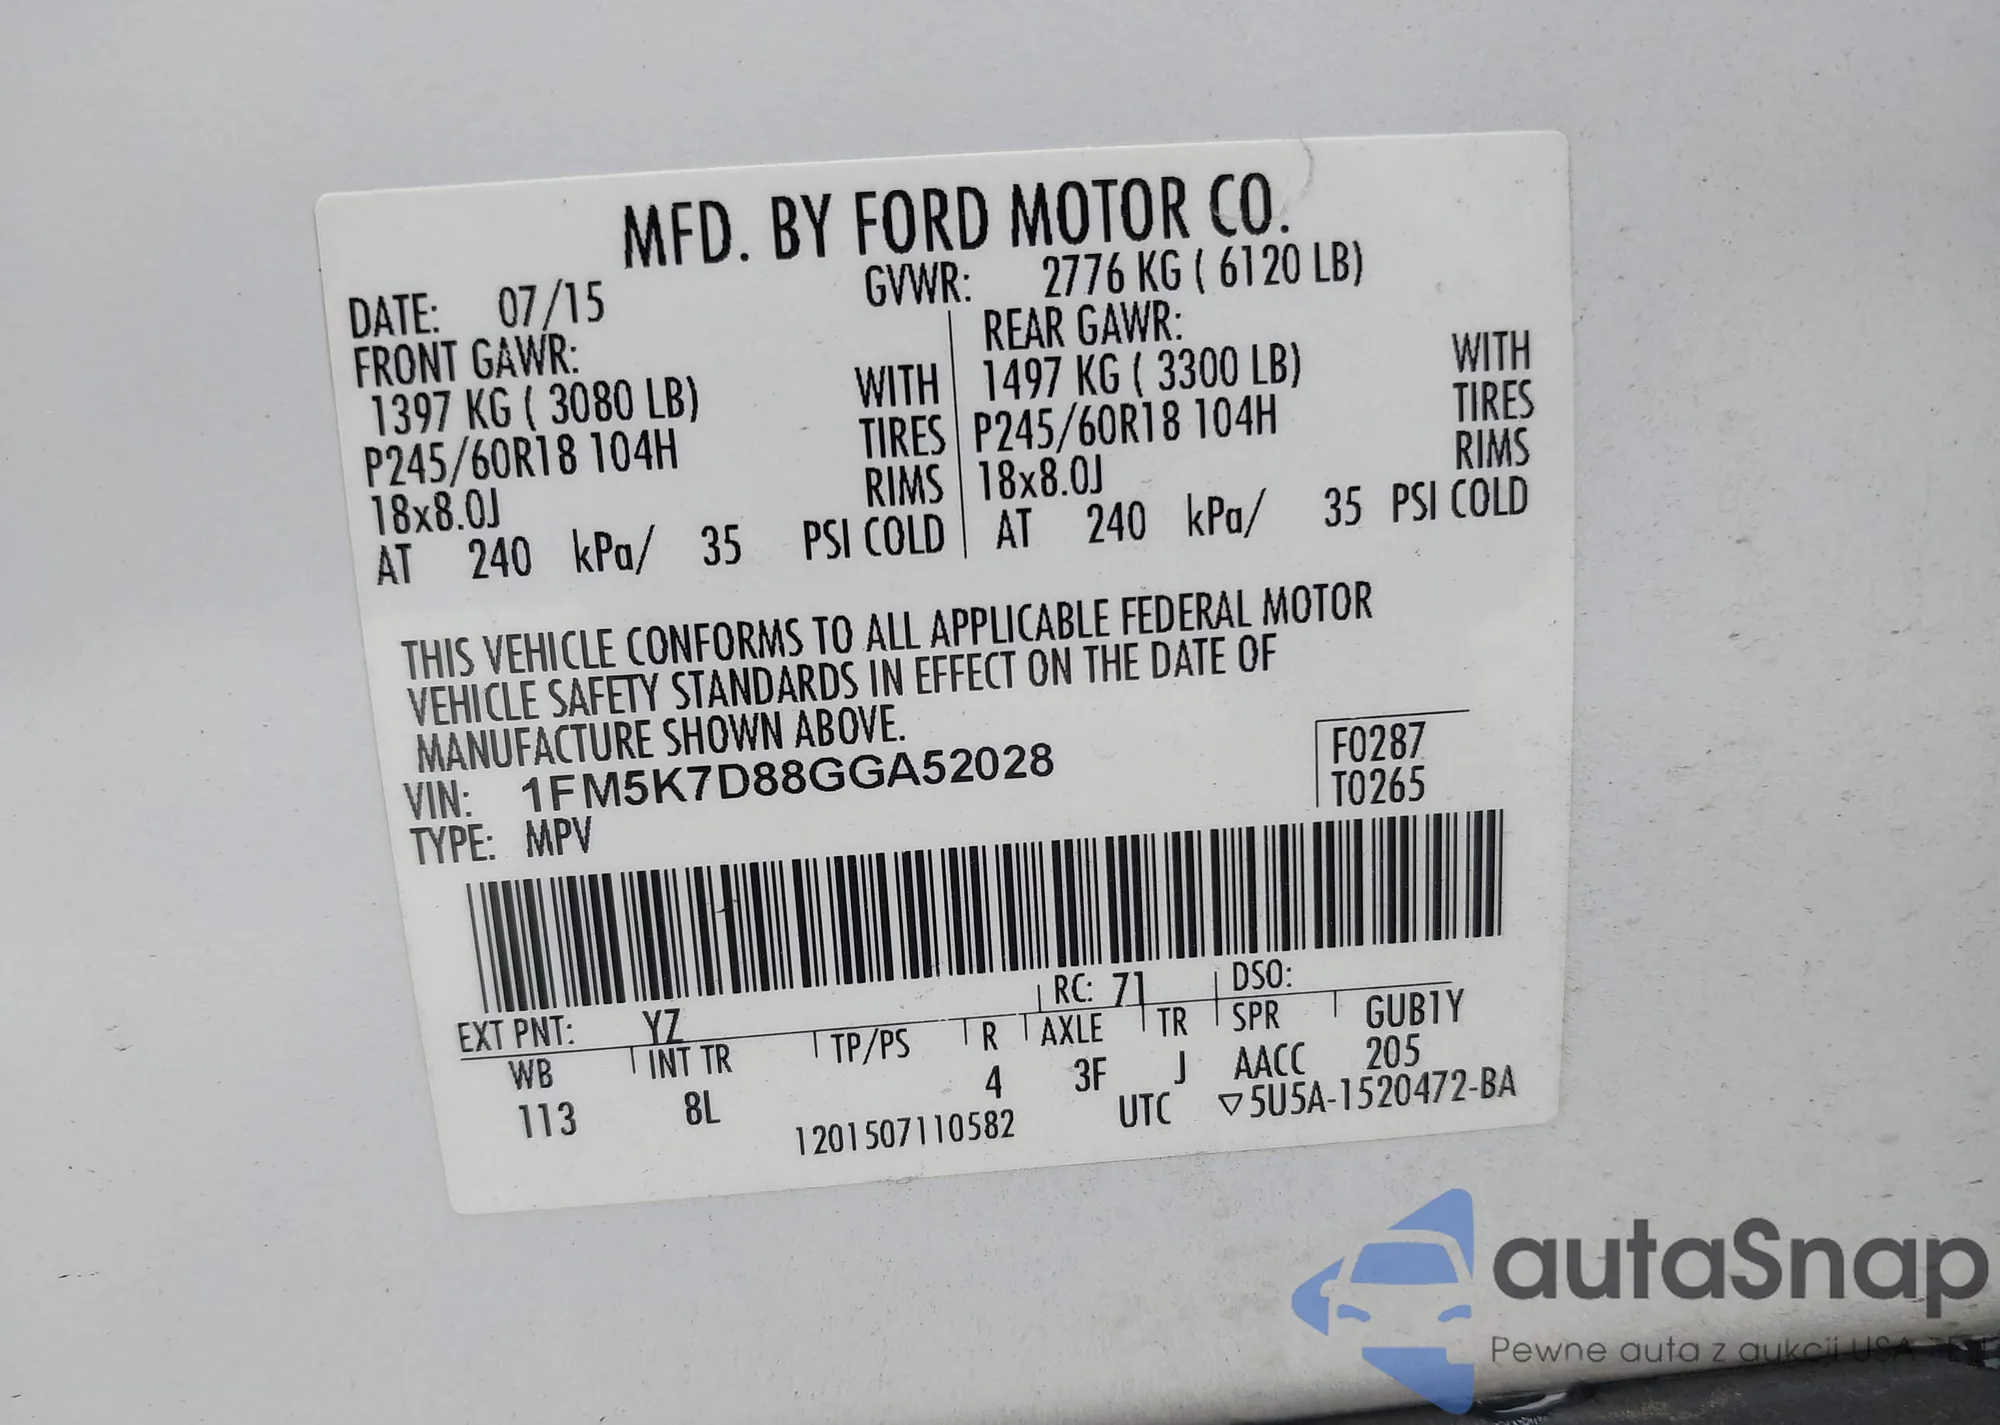 MFD. BY FORD MOTOR CO.
DATE: 07/15 GVWR: 2776 KG ( 6120 LB)
FRONT GAWR: REAR GAWR:
1397 KG ( 3080 LB) WITH 1497 KG ( 3300 LB) WITH
P245/60R18 104H TIRES P245/60R18 104H TIRES
18x8.0J RIMS 18x8.0J RIMS
AT 240 kPa/ 35 PSI COLD AT 240 kPa/ 35 PSI COLD
THIS VEHICLE CONFORMS TO ALL APPLICABLE FEDERAL MOTOR
VEHICLE SAFETY STANDARDS IN EFFECT ON THE DATE OF
MANUFACTURE SHOWN ABOVE.
VIN: 1FM5K7D88GGA52028 F0287
TYPE: MPV T0265
EXT PNT: YZ RC: 71 DSO:
WB INT TR TP/PS R AXLE TR SPR GUB1Y
113 8L 4 3F J AACC 205
1201507110582 UTC ▽5U5A-1520472-BA
autaSnap
Pewne auta z aukcji USA